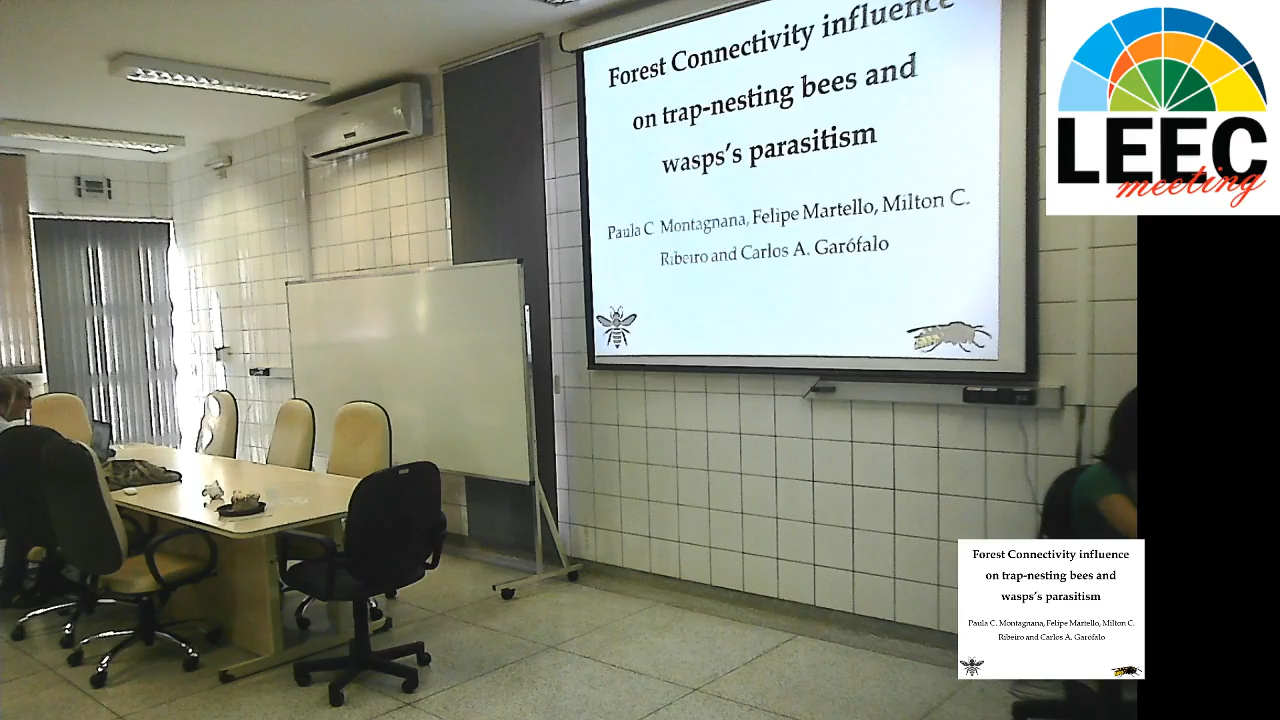 Forest Connectivity influence
on trap-nesting bees and
wasps's parasitism
Paula C Montagnana, Felipe Martello, Milton C.
Ribeiro and Carlos A. Garófalo
LEEC
meeting
Forest Connectivity influence
on trap-nesting bees and
wasps's parasitism
Paula C. Montagnana, Felipe Martello, Milton C.
Ribeiro and Carlos A. Garófalo